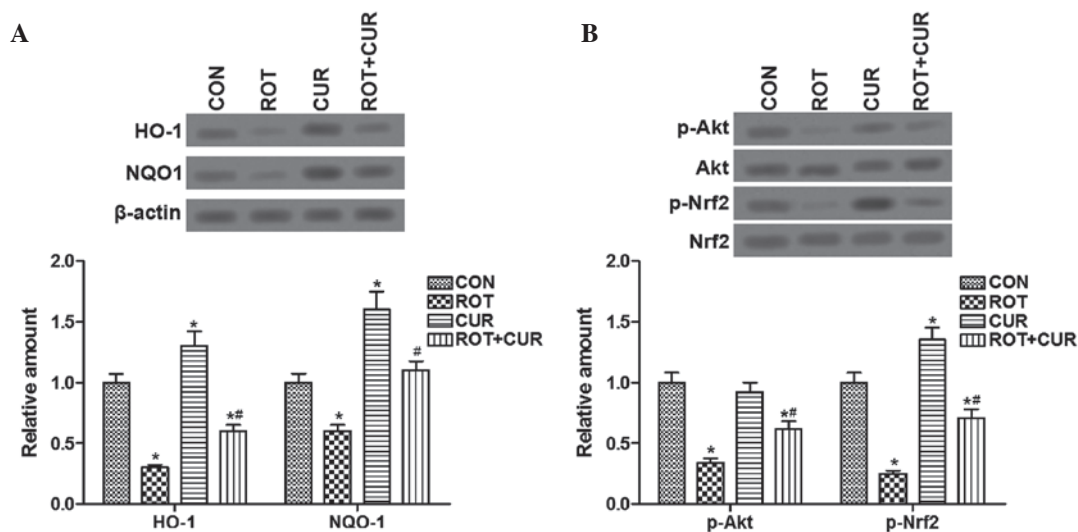 A
CON
ROT
CUR
ROT+CUR
HO-1
NQO1
β-actin
2.0
1.5
1.0
0.5
0.0
Relative amount
CON
ROT
CUR
ROT+CUR
*
*
*#
*
*
#
HO-1
NQO-1
B
CON
ROT
CUR
ROT+CUR
p-Akt
Akt
p-Nrf2
Nrf2
2.0
1.5
1.0
0.5
0.0
Relative amount
CON
ROT
CUR
ROT+CUR
*
*#
*
*
*#
p-Akt
p-Nrf2